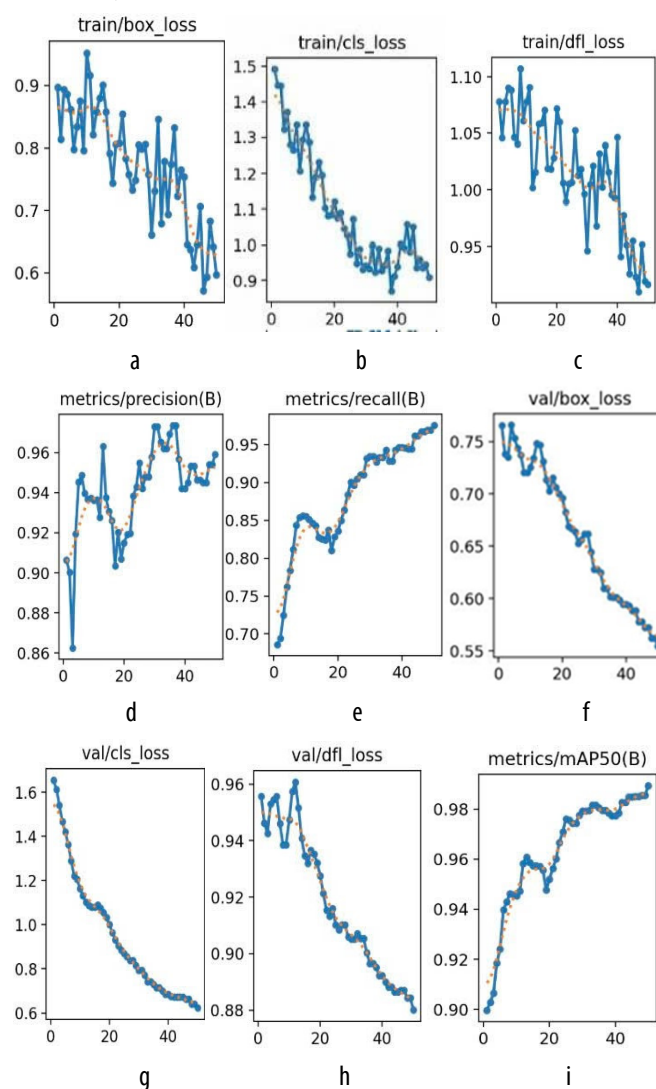 train/box_loss
train/cls_loss
train/dfl_loss
0.9
0.8
0.7
0.6
0 20 40
1.5
1.4
1.3
1.2
1.1
1.0
0.9
0 20 40
1.10
1.05
1.00
0.95
0 20 40
a b c
metrics/precision(B)
metrics/recall(B)
val/box_loss
0.96
0.94
0.92
0.90
0.88
0.86
0 20 40
0.95
0.90
0.85
0.80
0.75
0.70
0 20 40
0.75
0.70
0.65
0.60
0.55
0 20 40
d e f
val/cls_loss
val/dfl_loss
metrics/mAP50(B)
1.6
1.4
1.2
1.0
0.8
0.6
0 20 40
0.96
0.94
0.92
0.90
0.88
0 20 40
0.98
0.96
0.94
0.92
0.90
0 20 40
g h i